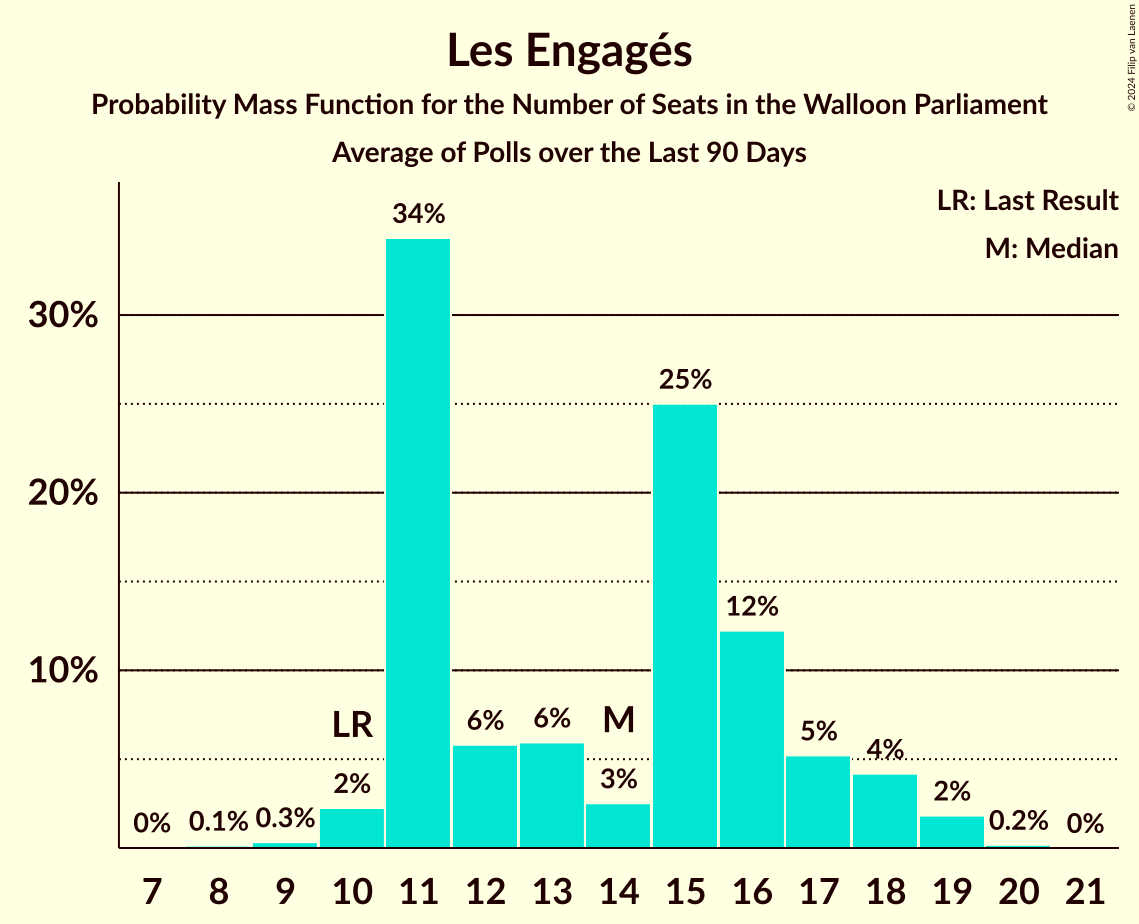 Les Engagés
Probability Mass Function for the Number of Seats in the Walloon Parliament
Average of Polls over the Last 90 Days
© 2024 Filip van Laenen
LR: Last Result
M: Median
34%
30%
25%
20%
12%
10%
LR
M
6%
6%
5%
4%
3%
2%
2%
0%
0.1%
0.3%
0.2%
0%
7 8 9 10 11 12 13 14 15 16 17 18 19 20 21